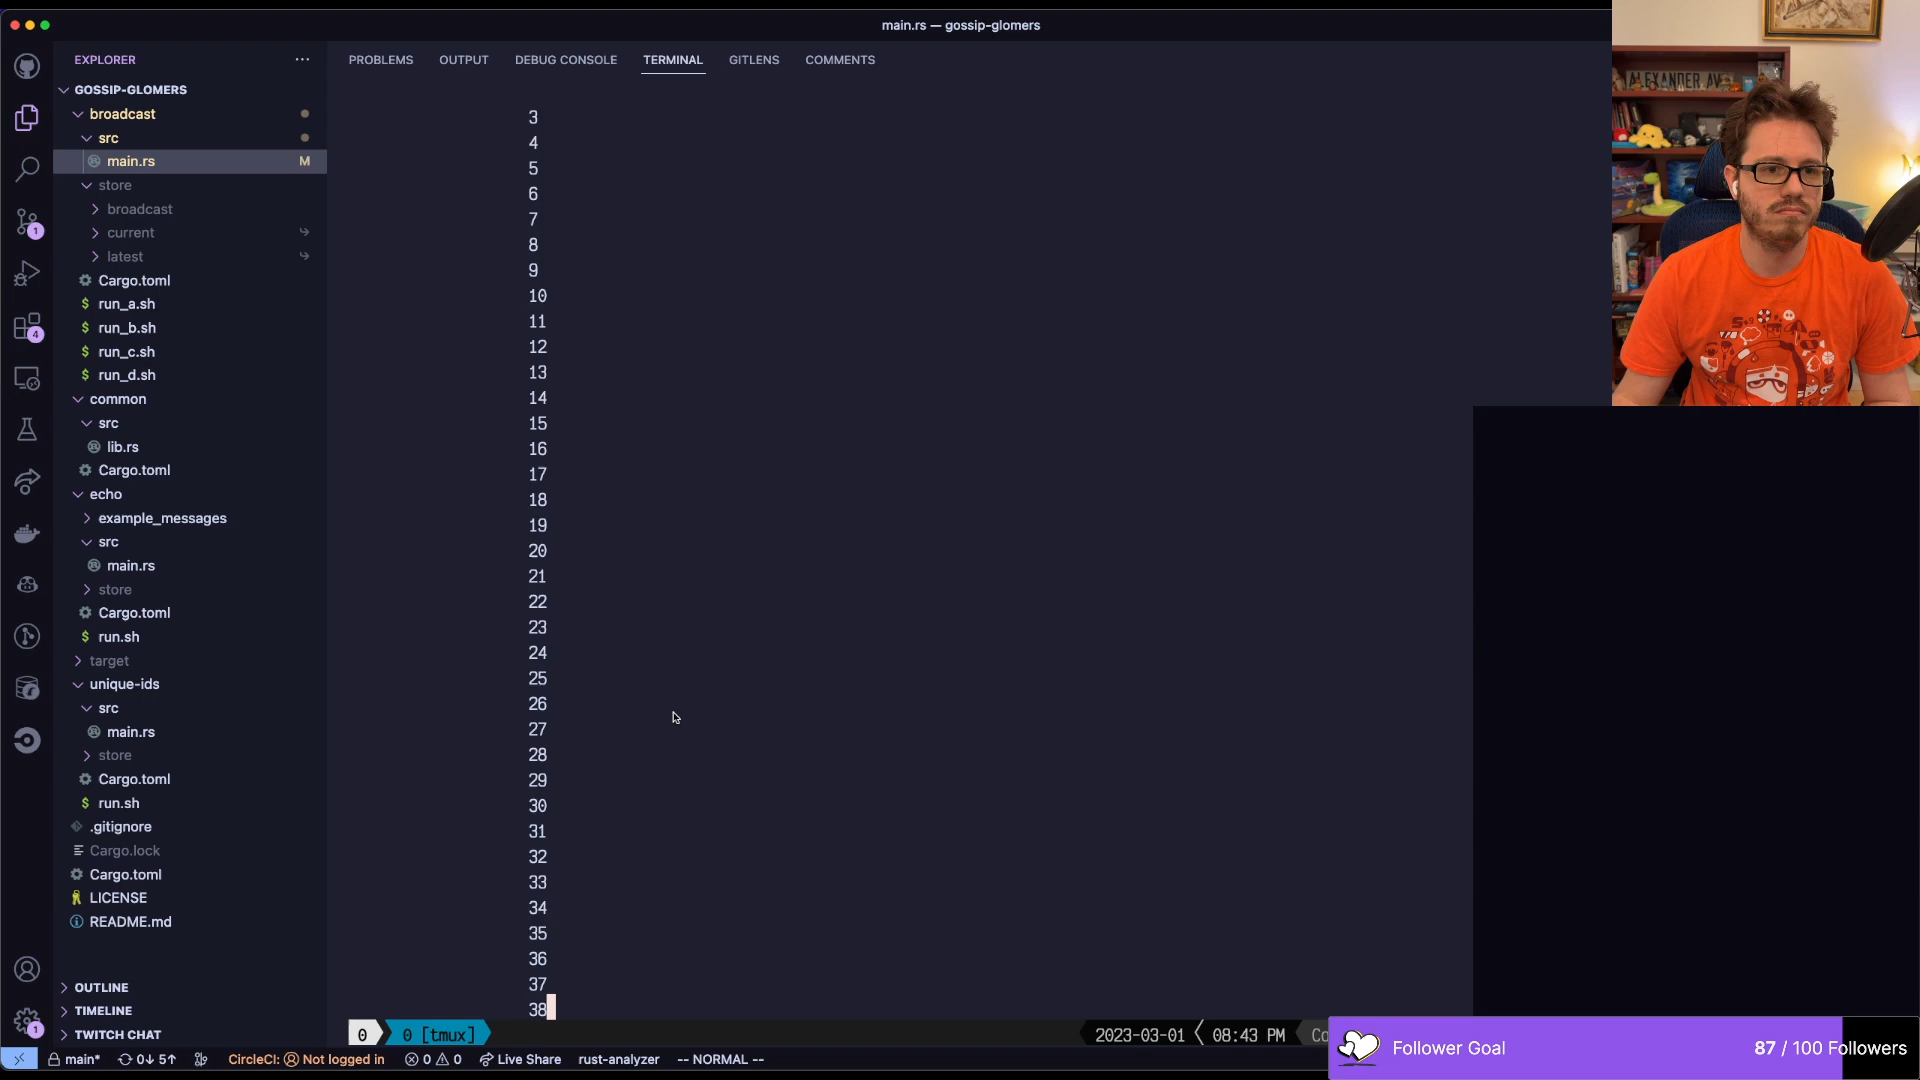 main.rs — gossip-glomers
EXPLORER
PROBLEMS OUTPUT DEBUG CONSOLE TERMINAL GITLENS COMMENTS
GOSSIP-GLOMERS
broadcast
src
main.rs M
store
broadcast
current
latest
Cargo.toml
$ run_a.sh
$ run_b.sh
$ run_c.sh
$ run_d.sh
common
src
lib.rs
Cargo.toml
echo
example_messages
src
main.rs
store
Cargo.toml
$ run.sh
target
unique-ids
src
main.rs
store
Cargo.toml
$ run.sh
.gitignore
Cargo.lock
Cargo.toml
LICENSE
README.md
OUTLINE
TIMELINE
TWITCH CHAT
1
4
1
3
4
5
6
7
8
9
10
11
12
13
14
15
16
17
18
19
20
21
22
23
24
25
26
27
28
29
30
31
32
33
34
35
36
37
38
0 0 [tmux] 2023-03-01 08:43 PM Co
main* 0↓ 5↑ CircleCI: Not logged in 0 0 Live Share rust-analyzer -- NORMAL --
Follower Goal 87 / 100 Followers
ALEXANDER AV